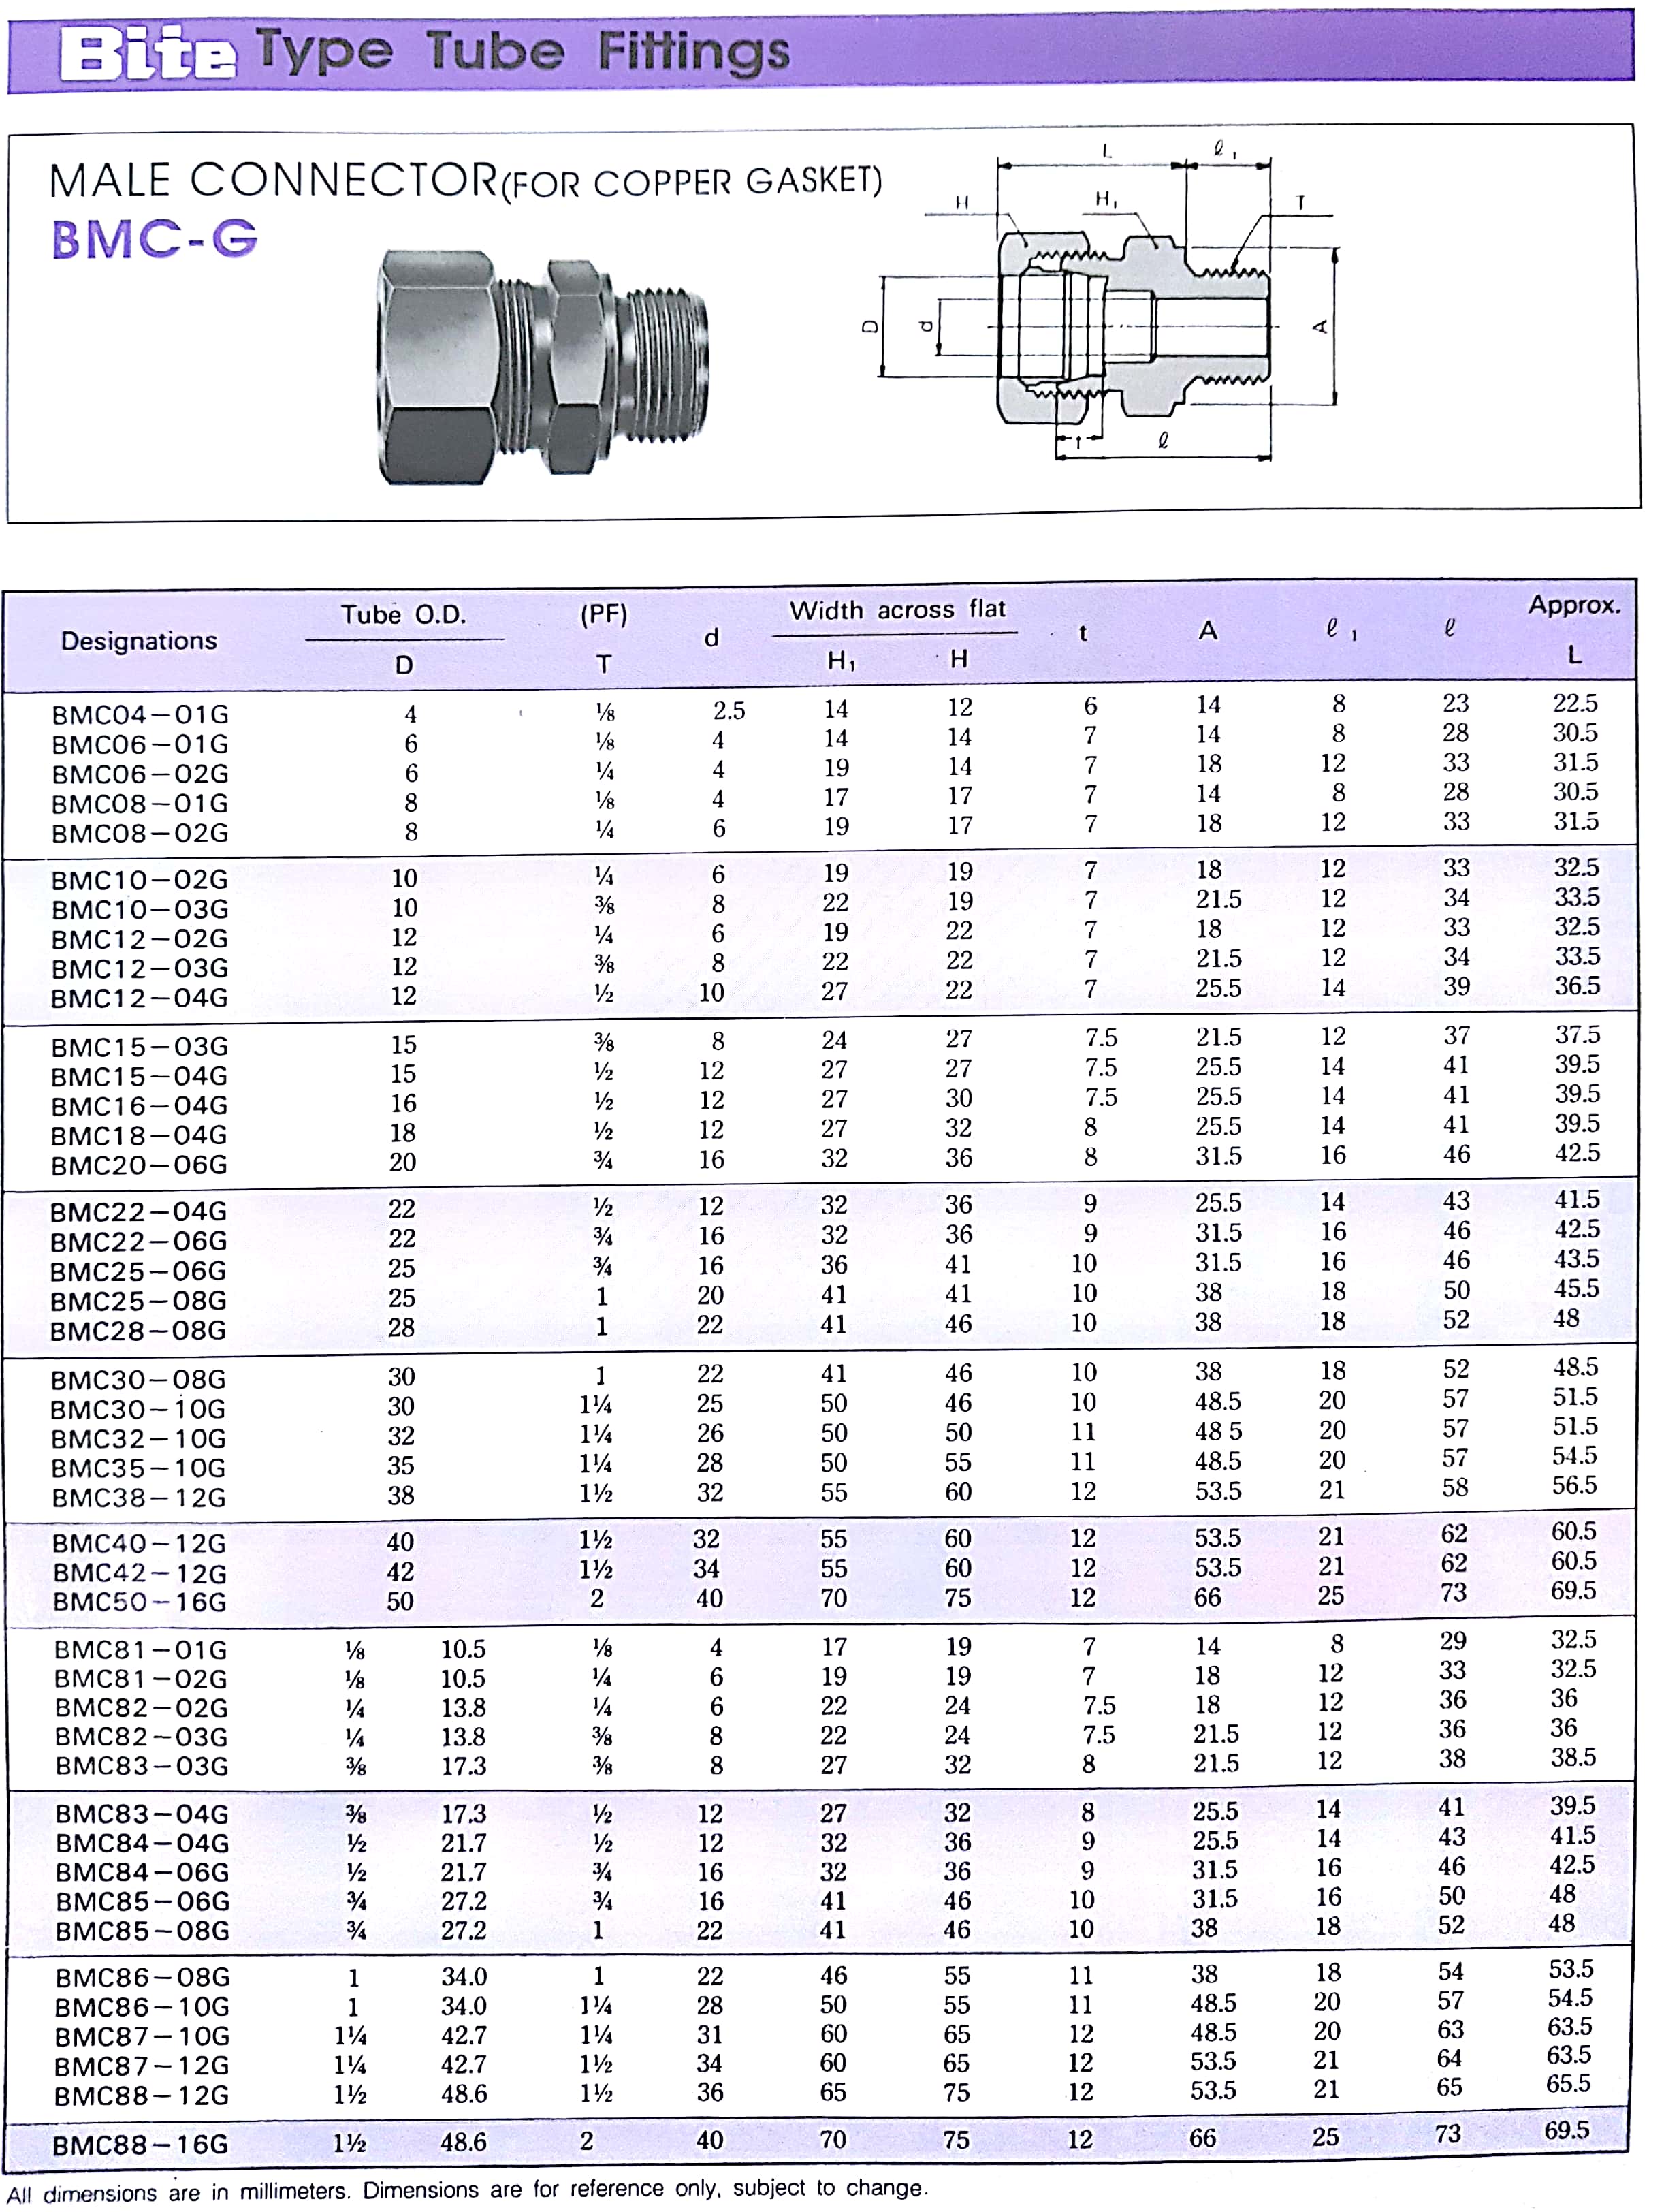 Bite Type Tube Fittings
MALE CONNECTOR(FOR COPPER GASKET)
BMC-G
L ℓ1
H H1 T
D d A
t ℓ
Designations Tube O.D. D (PF) T d Width across flat H1 H t A ℓ1 ℓ Approx. L
BMC04-01G 4 ⅛ 2.5 14 12 6 14 8 23 22.5
BMC06-01G 6 ⅛ 4 14 14 7 14 8 28 30.5
BMC06-02G 6 ¼ 4 19 14 7 18 12 33 31.5
BMC08-01G 8 ⅛ 4 17 17 7 14 8 28 30.5
BMC08-02G 8 ¼ 6 19 17 7 18 12 33 31.5
BMC10-02G 10 ¼ 6 19 19 7 18 12 33 32.5
BMC10-03G 10 ⅜ 8 22 19 7 21.5 12 34 33.5
BMC12-02G 12 ¼ 6 19 22 7 18 12 33 32.5
BMC12-03G 12 ⅜ 8 22 22 7 21.5 12 34 33.5
BMC12-04G 12 ½ 10 27 22 7 25.5 14 39 36.5
BMC15-03G 15 ⅜ 8 24 27 7.5 21.5 12 37 37.5
BMC15-04G 15 ½ 12 27 27 7.5 25.5 14 41 39.5
BMC16-04G 16 ½ 12 27 30 7.5 25.5 14 41 39.5
BMC18-04G 18 ½ 12 27 32 8 25.5 14 41 39.5
BMC20-06G 20 ¾ 16 32 36 8 31.5 16 46 42.5
BMC22-04G 22 ½ 12 32 36 9 25.5 14 43 41.5
BMC22-06G 22 ¾ 16 32 36 9 31.5 16 46 42.5
BMC25-06G 25 ¾ 16 36 41 10 31.5 16 46 43.5
BMC25-08G 25 1 20 41 41 10 38 18 50 45.5
BMC28-08G 28 1 22 41 46 10 38 18 52 48
BMC30-08G 30 1 22 41 46 10 38 18 52 48.5
BMC30-10G 30 1¼ 25 50 46 10 48.5 20 57 51.5
BMC32-10G 32 1¼ 26 50 50 11 48 5 20 57 51.5
BMC35-10G 35 1¼ 28 50 55 11 48.5 20 57 54.5
BMC38-12G 38 1½ 32 55 60 12 53.5 21 58 56.5
BMC40-12G 40 1½ 32 55 60 12 53.5 21 62 60.5
BMC42-12G 42 1½ 34 55 60 12 53.5 21 62 60.5
BMC50-16G 50 2 40 70 75 12 66 25 73 69.5
BMC81-01G ⅛ 10.5 ⅛ 4 17 19 7 14 8 29 32.5
BMC81-02G ⅛ 10.5 ¼ 6 19 19 7 18 12 33 32.5
BMC82-02G ¼ 13.8 ¼ 6 22 24 7.5 18 12 36 36
BMC82-03G ¼ 13.8 ⅜ 8 22 24 7.5 21.5 12 36 36
BMC83-03G ⅜ 17.3 ⅜ 8 27 32 8 21.5 12 38 38.5
BMC83-04G ⅜ 17.3 ½ 12 27 32 8 25.5 14 41 39.5
BMC84-04G ½ 21.7 ½ 12 32 36 9 25.5 14 43 41.5
BMC84-06G ½ 21.7 ¾ 16 32 36 9 31.5 16 46 42.5
BMC85-06G ¾ 27.2 ¾ 16 41 46 10 31.5 16 50 48
BMC85-08G ¾ 27.2 1 22 41 46 10 38 18 52 48
BMC86-08G 1 34.0 1 22 46 55 11 38 18 54 53.5
BMC86-10G 1 34.0 1¼ 28 50 55 11 48.5 20 57 54.5
BMC87-10G 1¼ 42.7 1¼ 31 60 65 12 48.5 20 63 63.5
BMC87-12G 1¼ 42.7 1½ 34 60 65 12 53.5 21 64 63.5
BMC88-12G 1½ 48.6 1½ 36 65 75 12 53.5 21 65 65.5
BMC88-16G 1½ 48.6 2 40 70 75 12 66 25 73 69.5
All dimensions are in millimeters. Dimensions are for reference only, subject to change.